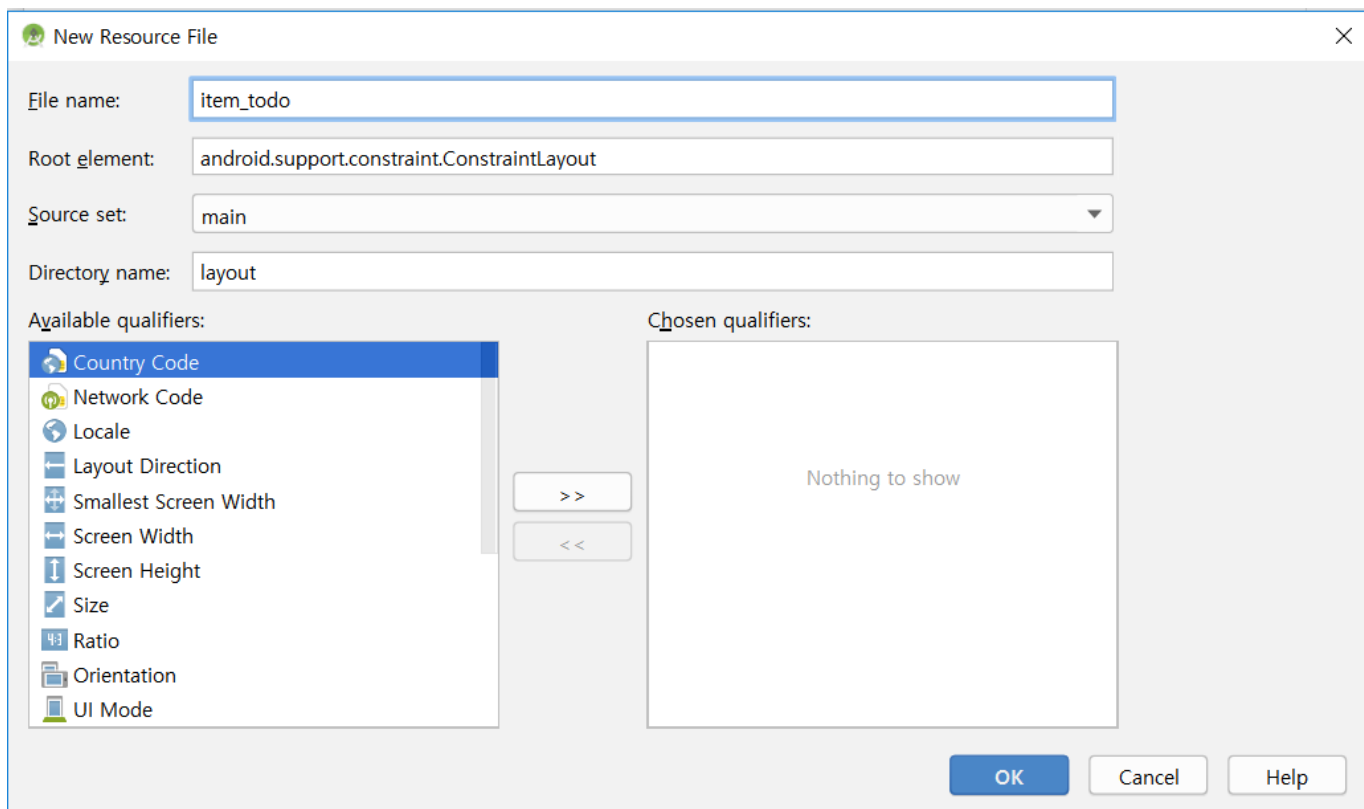 New Resource File
File name: item_todo
Root element: android.support.constraint.ConstraintLayout
Source set: main
Directory name: layout
Available qualifiers:
Country Code
Network Code
Locale
Layout Direction
Smallest Screen Width
Screen Width
Screen Height
Size
4:3 Ratio
Orientation
UI Mode
>>
<<
Chosen qualifiers:
Nothing to show
OK Cancel Help